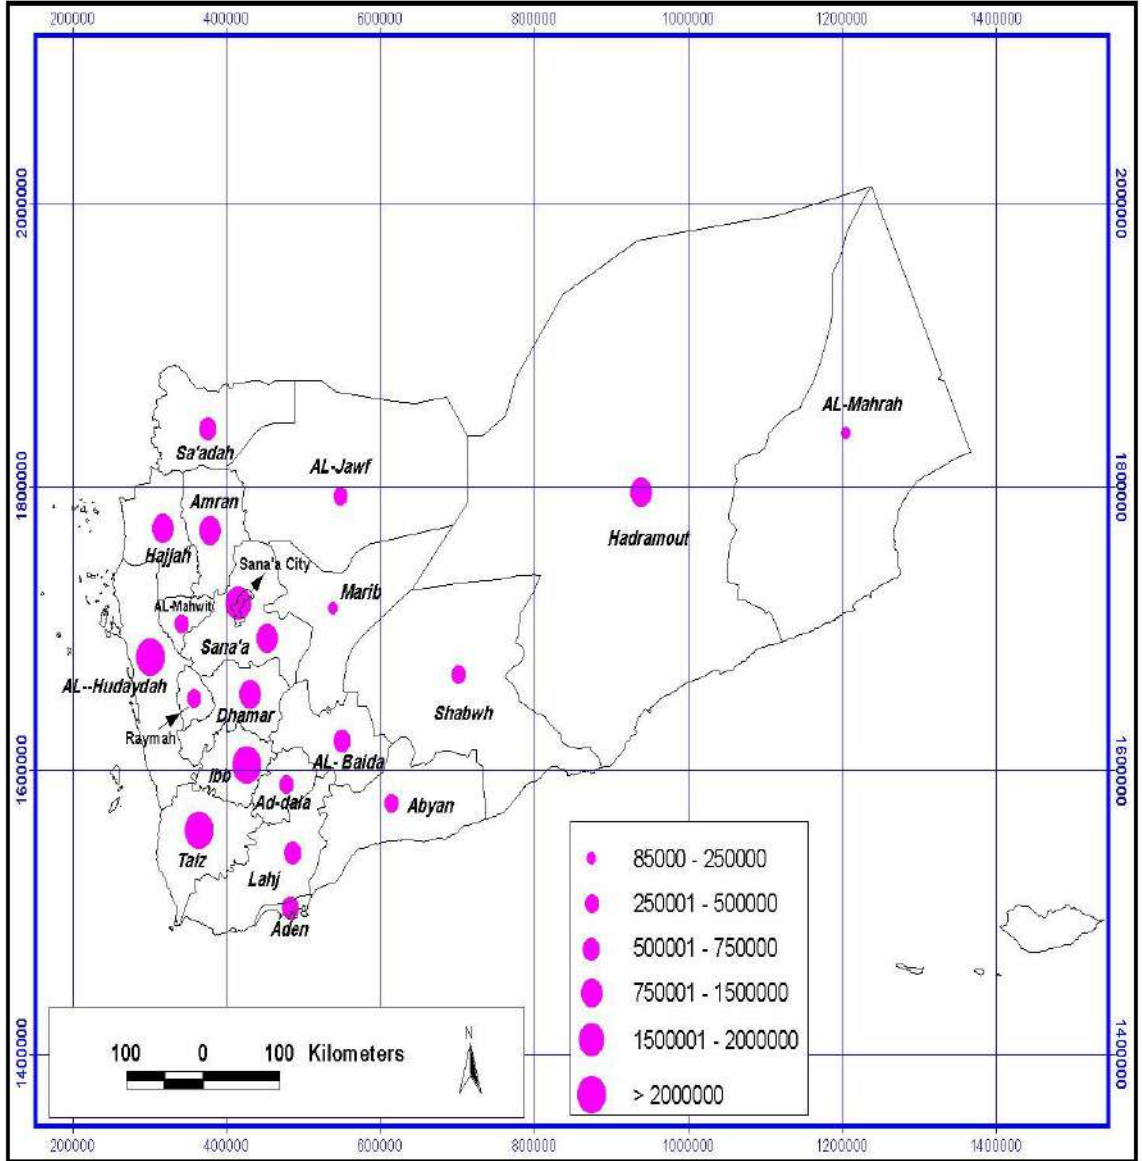 200000 400000 600000 800000 1000000 1200000 1400000
2000000 2000000
AL-Mahrah
Sa'adah
AL-Jawf
1800000 1800000
Amran
Hadramout
Hajjah
Sana'a City
Marib
AL-Mahwit
Sana'a
AL--Hudaydah
Shabwh
Dhamar
Raymah
AL- Baida
1600000 1600000
Ibb
Ad-dala
Abyan
Taiz
Lahj
Aden
85000 - 250000
250001 - 500000
500001 - 750000
750001 - 1500000
1500001 - 2000000
> 2000000
N
100 0 100 Kilometers
1400000 1400000
200000 400000 600000 800000 1000000 1200000 1400000